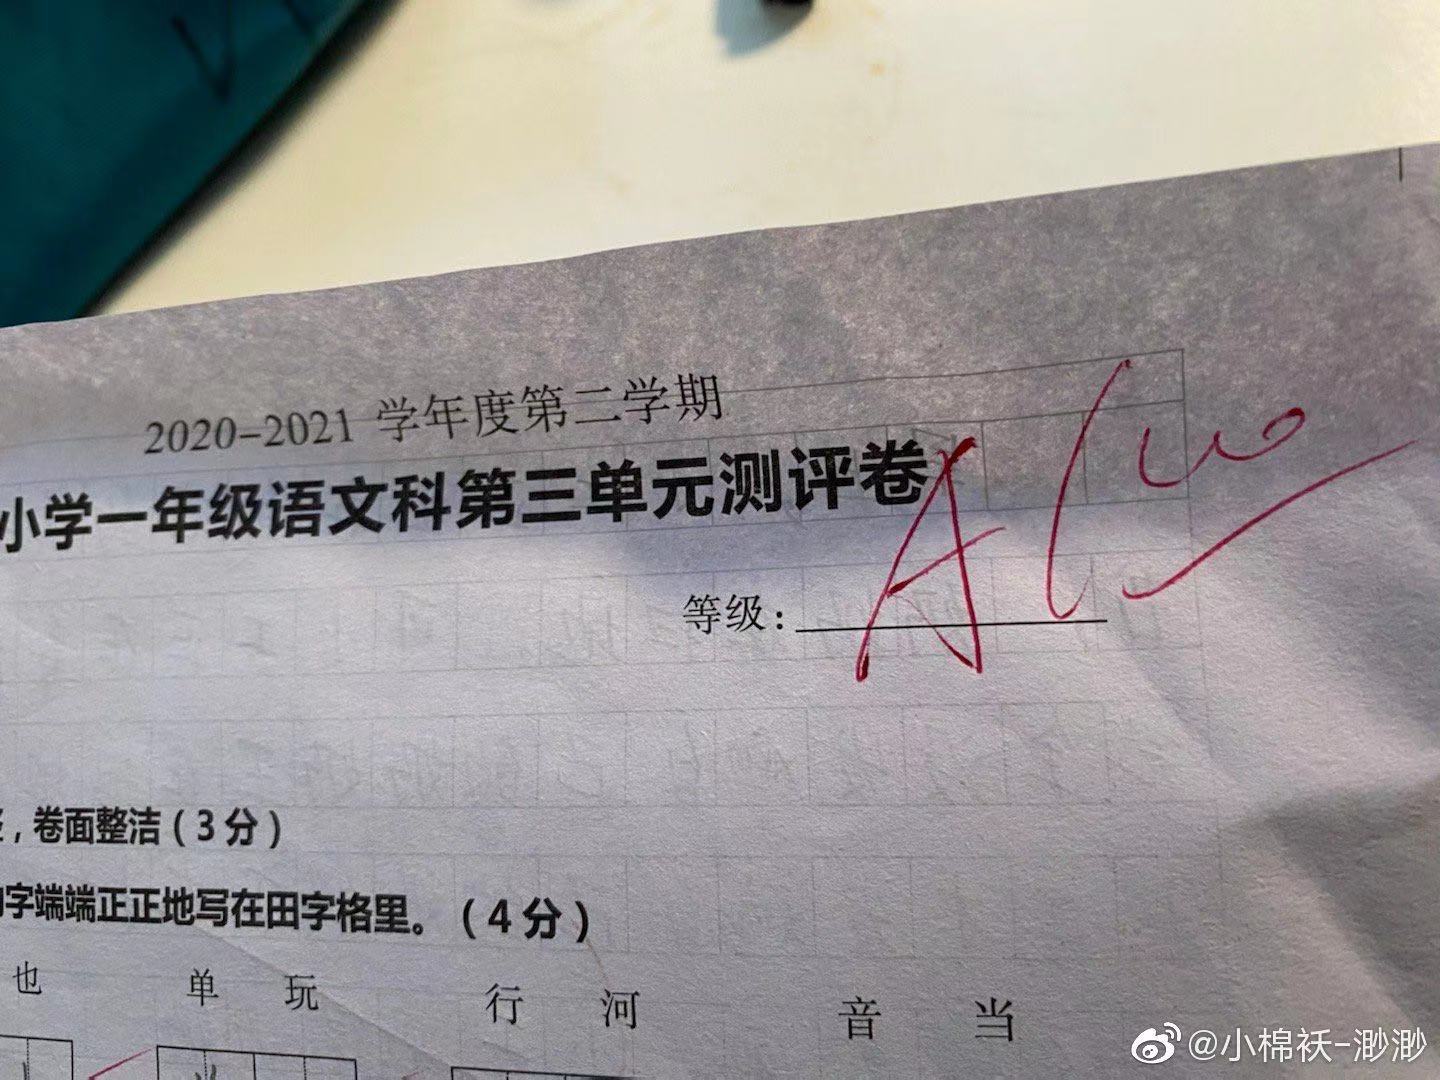 2020-2021 学年度第二学期
小学一年级语文科第三单元测评卷
等级: A
，卷面整洁（3分）
字端端正正地写在田字格里。（4分）
也 单 玩 行 河 音 当
@小棉袄-渺渺